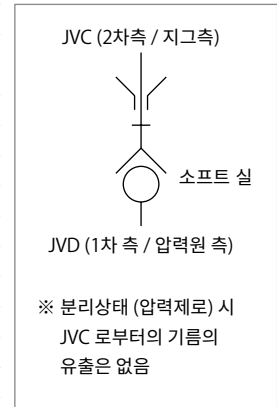 JVC (2차측 / 지그측)
소프트 실
JVD (1차 측 / 압력원 측)
※ 분리상태 (압력제로) 시
JVC 로부터의 기름의
유출은 없음